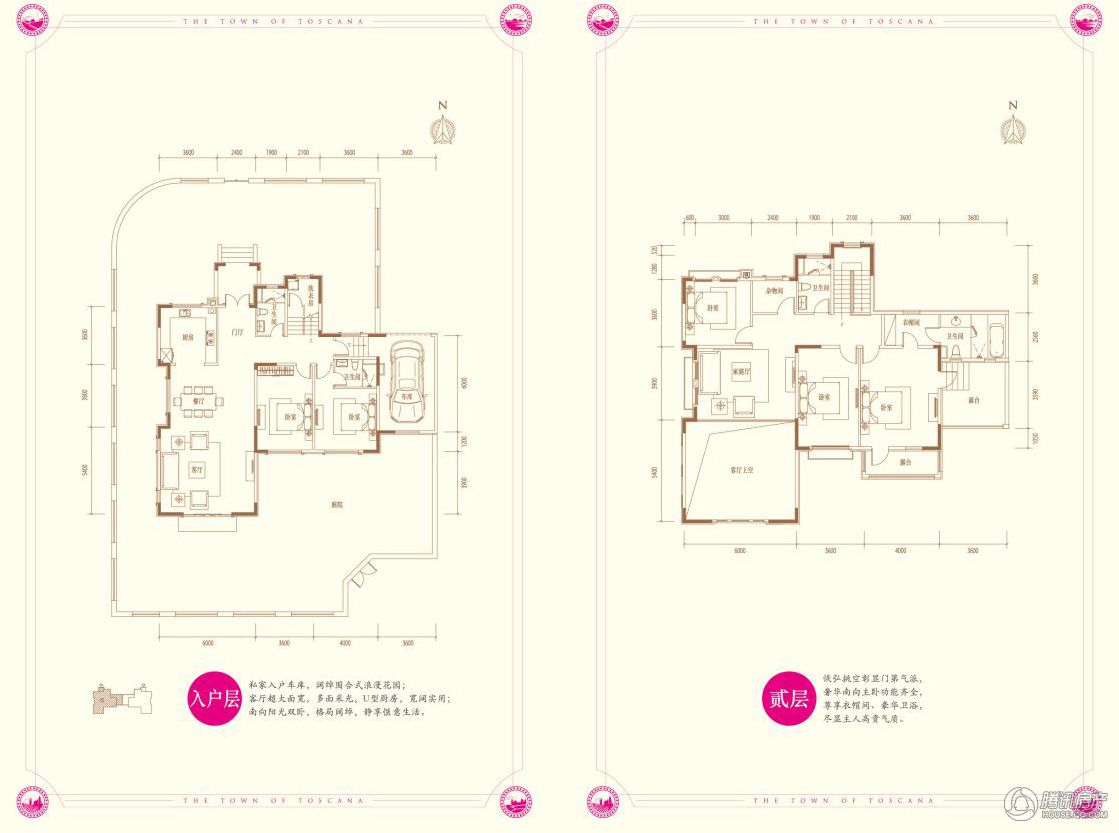 THE TOWN OF TOSCANA
N
3600 2400 1900 2100 3600 3600
3600
3900
5400
6000
1200
3900
洗衣房
卫生间
门厅
厨房
卫生间
车库
餐厅
卧室
卧室
客厅
庭院
6000 3600 4000 3600
入户层
私家入户车库，阔绰围合式浪漫花园；
客厅超大面宽，多面采光，U型厨房，宽阔实用；
南向阳光双卧，格局阔绰，静享惬意生活。
THE TOWN OF TOSCANA
THE TOWN OF TOSCANA
N
600 3000 2400 1900 2100 3600 3600
520
1280
3600
3900
5400
3600
2560
3590
1020
杂物间
卫生间
卧室
衣帽间
卫生间
家庭厅
卧室
卧室
露台
客厅上空
露台
6000 3600 4000 3600
贰层
恢弘挑空彰显门第气派，
奢华南向主卧功能齐全，
尊享衣帽间、豪华卫浴，
尽显主人高贵气质。
THE TOWN OF TOSCANA
腾讯房产
HOUSE.QQ.COM